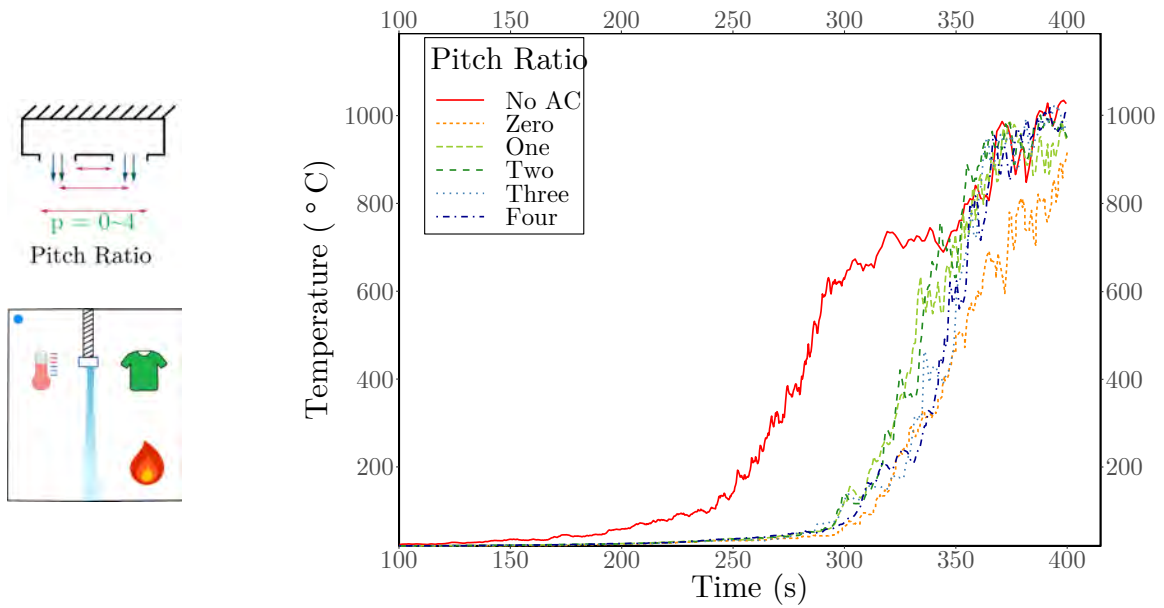 p = 0~4
Pitch Ratio
100 150 200 250 300 350 400
Pitch Ratio
No AC
Zero
One
Two
Three
Four
1000 1000
800 800
600 600
400 400
200 200
Temperature ( ° C)
100 150 200 250 300 350 400
Time (s)